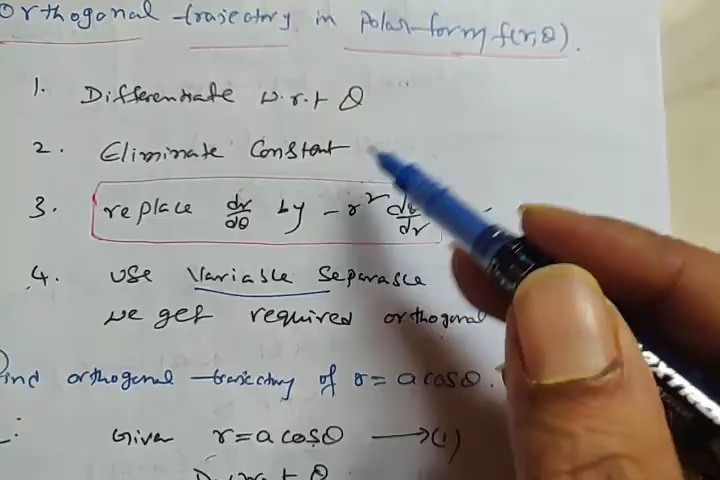 Orthogonal trajectory in Polar form f(r,θ).
1. Differentiate w.r.t θ
2. Eliminate Constant
3. replace dr/dθ by -r² dθ/dr
4. use Variable Separable
we get required orthogonal
Find orthogonal trajectory of r = a cosθ.
Given r = a cosθ → (1)
θ